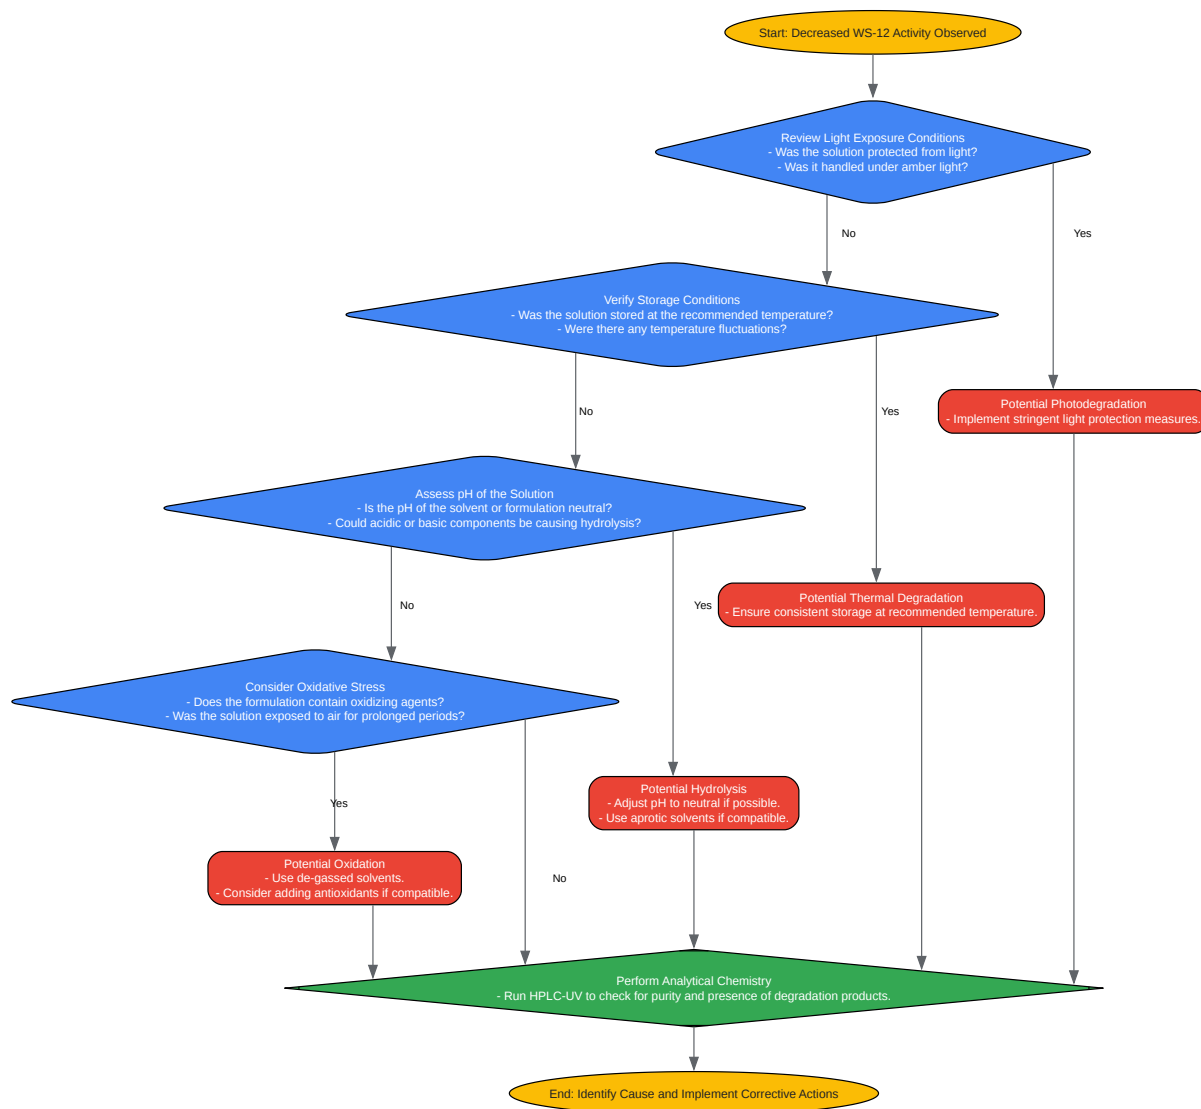 Start: Decreased WS-12 Activity Observed
Review Light Exposure Conditions
- Was the solution protected from light?
- Was it handled under amber light?
No
Yes
Verify Storage Conditions
- Was the solution stored at the recommended temperature?
- Were there any temperature fluctuations?
No
Yes
Potential Photodegradation
- Implement stringent light protection measures.
Assess pH of the Solution
- Is the pH of the solvent or formulation neutral?
- Could acidic or basic components be causing hydrolysis?
No
Yes
Potential Thermal Degradation
- Ensure consistent storage at recommended temperature.
Consider Oxidative Stress
- Does the formulation contain oxidizing agents?
- Was the solution exposed to air for prolonged periods?
Yes
No
Potential Hydrolysis
- Adjust pH to neutral if possible.
- Use aprotic solvents if compatible.
Potential Oxidation
- Use de-gassed solvents.
- Consider adding antioxidants if compatible.
Perform Analytical Chemistry
- Run HPLC-UV to check for purity and presence of degradation products.
End: Identify Cause and Implement Corrective Actions